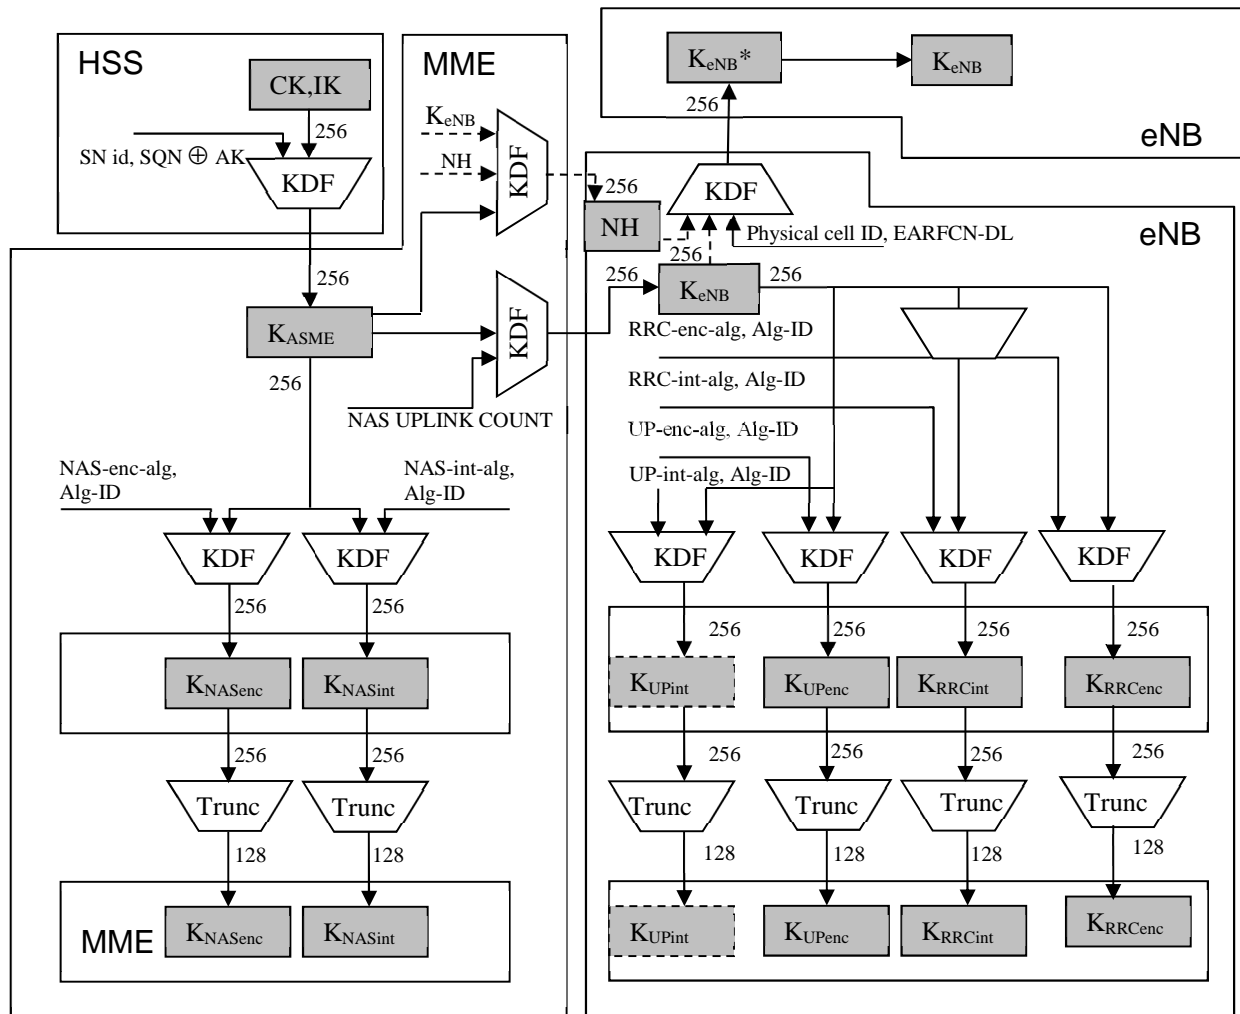 HSS
CK,IK
256
SN id, SQN ⊕ AK
KDF
256
MME
KeNB
NH
KDF
KeNB*
KeNB
256
eNB
KDF
256
NH
Physical cell ID, EARFCN-DL
eNB
256
256
KeNB
256
KASME
256
KDF
NAS UPLINK COUNT
RRC-enc-alg, Alg-ID
RRC-int-alg, Alg-ID
UP-enc-alg, Alg-ID
UP-int-alg, Alg-ID
NAS-enc-alg,
Alg-ID
NAS-int-alg,
Alg-ID
KDF
KDF
KDF
KDF
KDF
KDF
256
256
256
256
256
256
KNASenc
KNASint
KUPint
KUPenc
KRRCint
KRRCenc
256
256
256
256
256
256
Trunc
Trunc
Trunc
Trunc
Trunc
Trunc
128
128
128
128
128
128
MME
KNASenc
KNASint
KUPint
KUPenc
KRRCint
KRRCenc